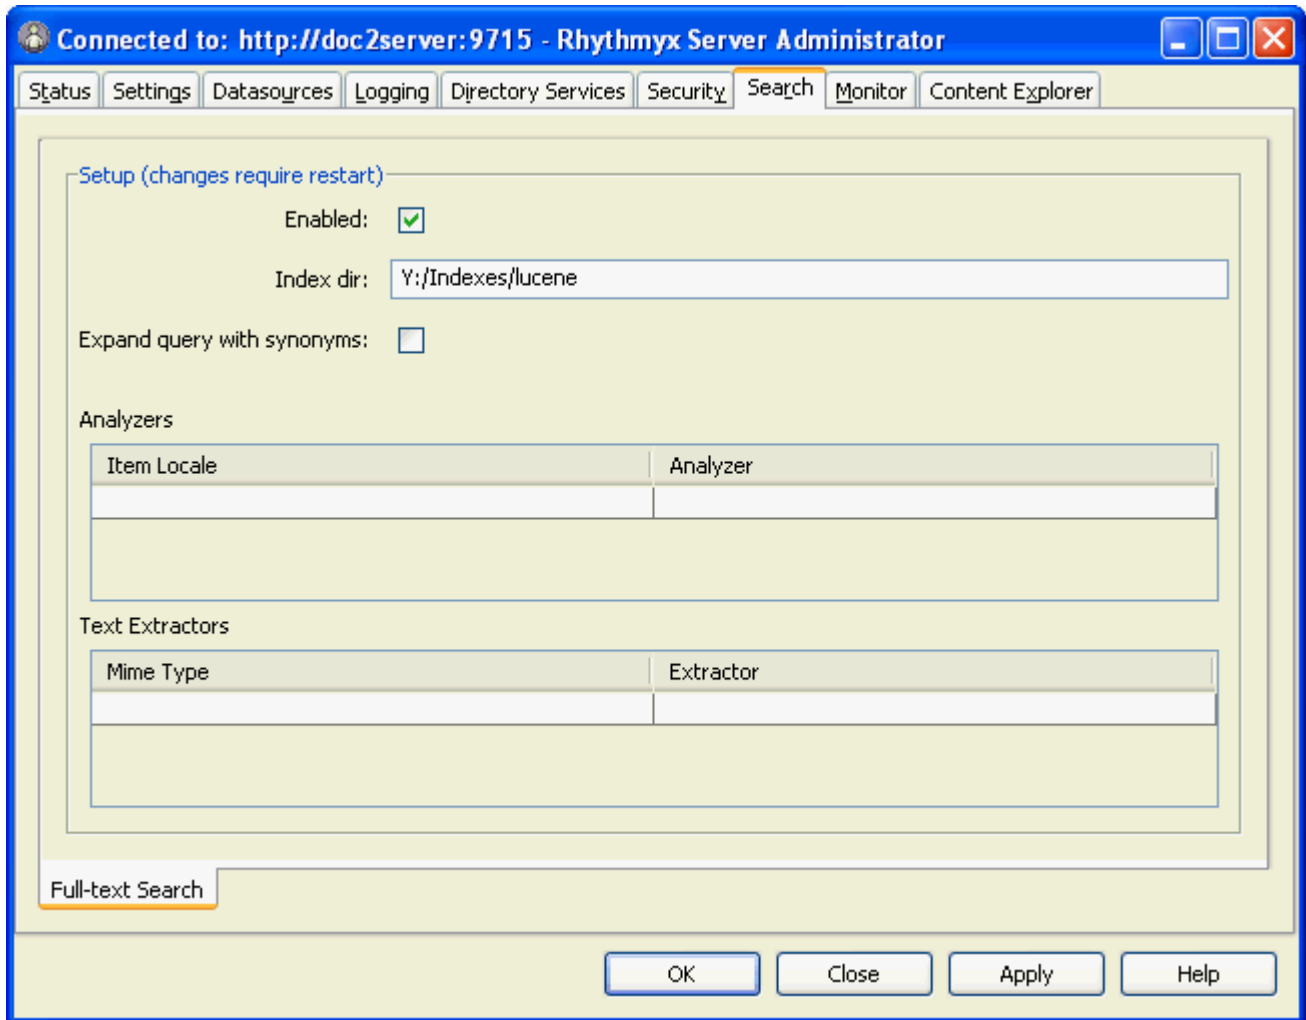 Connected to: http://doc2server:9715 - Rhythmyx Server Administrator
Status Settings Datasources Logging Directory Services Security Search Monitor Content Explorer
Setup (changes require restart)
Enabled:
Index dir: Y:/Indexes/lucene
Expand query with synonyms:
Analyzers
Item Locale Analyzer
Text Extractors
Mime Type Extractor
Full-text Search
OK Close Apply Help